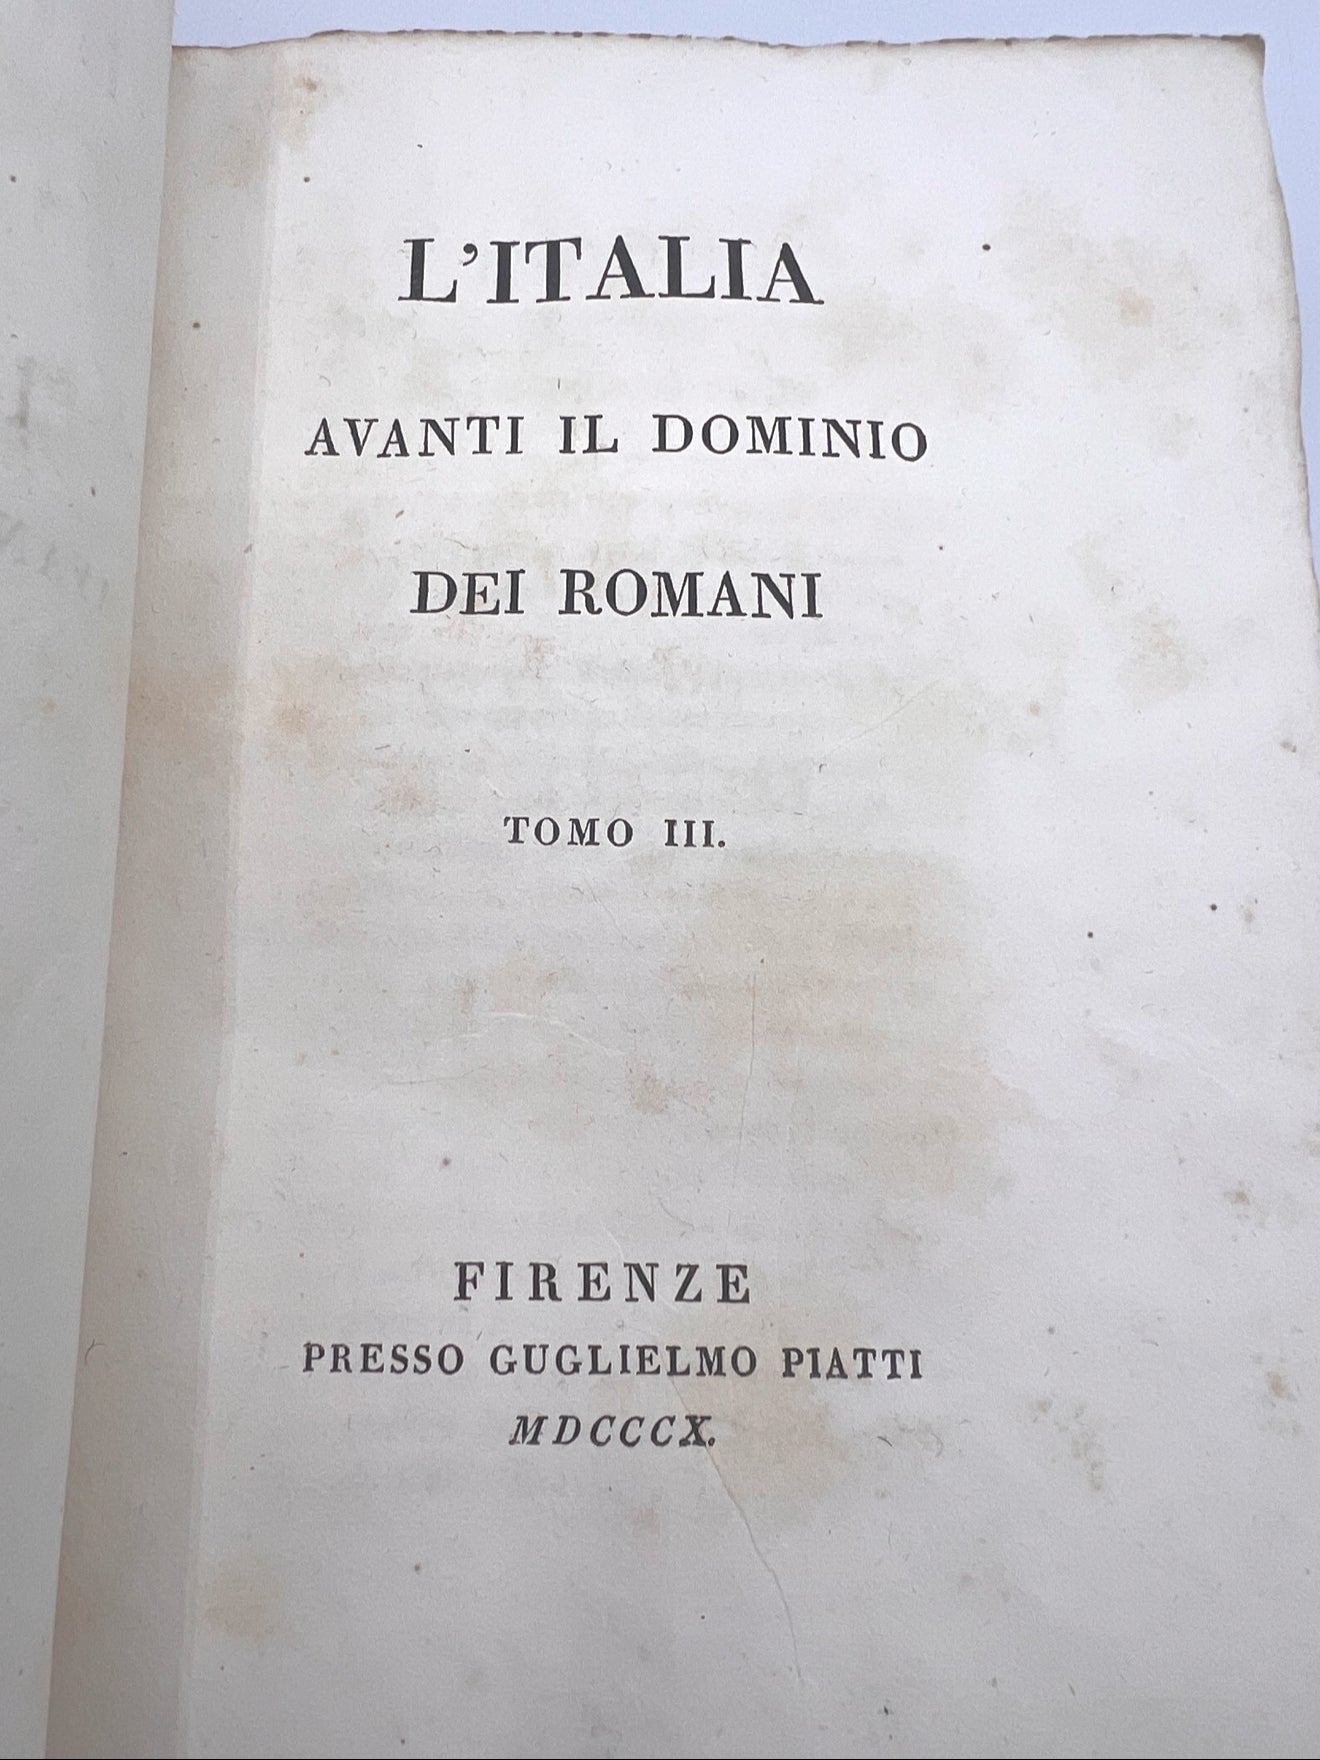 L'ITALIA
AVANTI IL DOMINIO
DEI ROMANI
TOMO III.
FIRENZE
PRESSO GUGLIELMO PIATTI
MDCCCX.